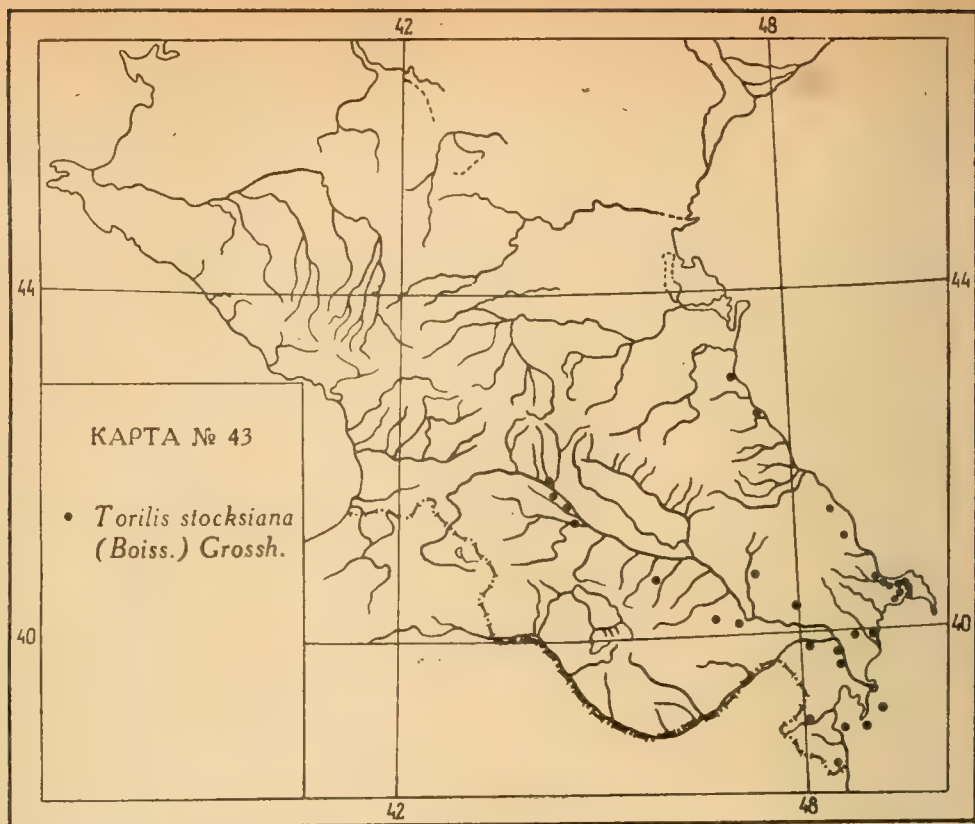 42 48
44 44
КАРТА № 43
• Torilis stocksiana
(Boiss.) Grossh.
40 40
42 48